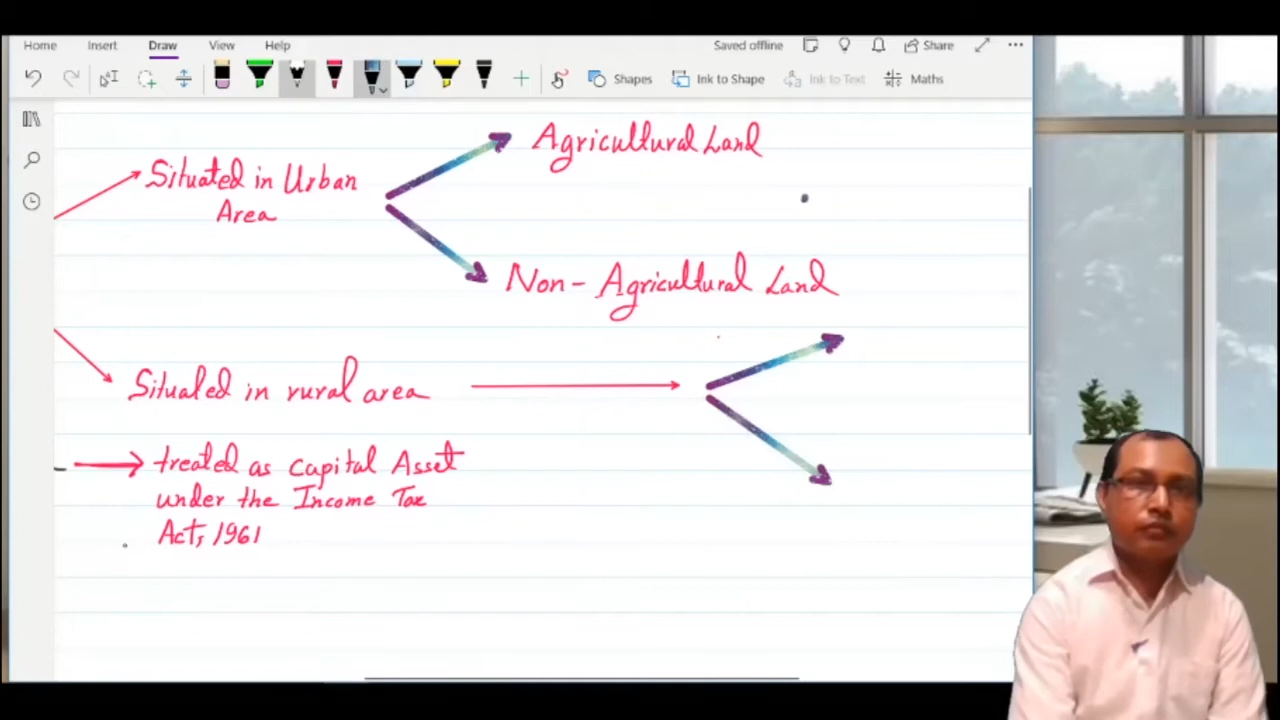 Home Insert Draw View Help Saved offline Share
Shapes Ink to Shape Ink to Text Maths
Agricultural Land
Situated in Urban
Area
Non - Agricultural Land
Situated in rural area
treated as Capital Asset
under the Income Tax
Act, 1961